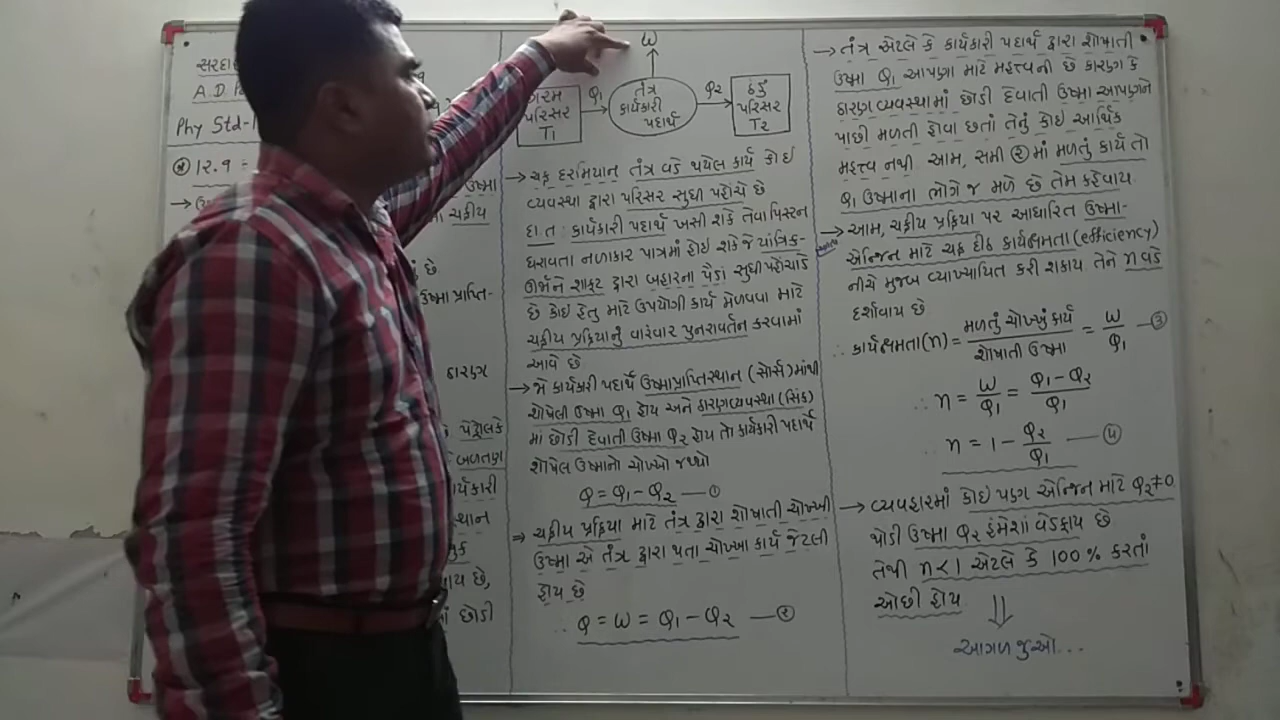 સરદાર
A.D. P
Phy Std-1
* ૧૨.૧ =
ઉષ્મા
ચક્રીય
છે
ઉષ્મા પ્રાપ્તિ-
ઠારણ
પેટ્રોલ કે
બળતણ
કાર્યકારી
સ્થાન
થાય છે,
માં છોડી
W
↑
ગરમ પરિસર T₁
Q₁ →
તંત્ર કાર્યકારી પદાર્થ
Q₂ →
ઠંડુ પરિસર T₂
→ ચક્ર દરમિયાન તંત્ર વડે થયેલ કાર્ય કોઈ
વ્યવસ્થા દ્વારા પરિસર સુધી પહોંચે છે
દા.ત. : કાર્યકારી પદાર્થ ખસી શકે તેવા પિસ્ટન
ધરાવતા નળાકાર પાત્રમાં હોઈ શકે જે યાંત્રિક-
ઊર્જાને શાફ્ટ દ્વારા બહારના પૈડાં સુધી પહોંચાડે
છે કોઈ હેતુ માટે ઉપયોગી કાર્ય મેળવવા માટે
ચક્રીય પ્રક્રિયાનું વારંવાર પુનરાવર્તન કરવામાં
આવે છે
→ જો કાર્યકારી પદાર્થે ઉષ્માપ્રાપ્તિસ્થાન (સોર્સ) માંથી
શોષેલી ઉષ્મા Q₁ હોય અને ઠારણવ્યવસ્થા (સિંક)
માં છોડી દેવાતી ઉષ્મા Q₂ હોય તો કાર્યકારી પદાર્થે
શોષેલ ઉષ્માનો ચોખ્ખો જથ્થો
Q = Q₁ - Q₂ — ①
⇒ ચક્રીય પ્રક્રિયા માટે તંત્ર દ્વારા શોષાતી ચોખ્ખી
ઉષ્મા એ તંત્ર દ્વારા થતા ચોખ્ખા કાર્ય જેટલી
હોય છે
∴ Q = W = Q₁ - Q₂ — ②
→ તંત્ર એટલે કે કાર્યકારી પદાર્થ દ્વારા શોષાતી
ઉષ્મા Q₁ આપણા માટે મહત્વની છે કારણ કે
ઠારણ વ્યવસ્થામાં છોડી દેવાતી ઉષ્મા આપણને
પાછી મળતી હોવા છતાં તેનું કોઈ આર્થિક
મહત્વ નથી. આમ, સમી ② માં મળતું કાર્ય તો
Q₁ ઉષ્માના ભોગે જ મળે છે તેમ કહેવાય.
→ આમ, ચક્રીય પ્રક્રિયા પર આધારિત ઉષ્મા-
એન્જિન માટે ચક્ર દીઠ કાર્યક્ષમતા (efficiency)
નીચે મુજબ વ્યાખ્યાયિત કરી શકાય. તેને n વડે
દર્શાવાય છે
∴ કાર્યક્ષમતા (n) = મળતું ચોખ્ખું કાર્ય / શોષાતી ઉષ્મા = W / Q₁ — ③
∴ n = W / Q₁ = Q₁ - Q₂ / Q₁
∴ n = 1 - Q₂ / Q₁ — ④
→ વ્યવહારમાં કોઈ પણ એન્જિન માટે Q₂ ≠ 0
થોડી ઉષ્મા Q₂ હંમેશાં વેડફાય છે
તેથી n < 1 એટલે કે 100 % કરતાં
ઓછી હોય
⇓
આગળ જુઓ...